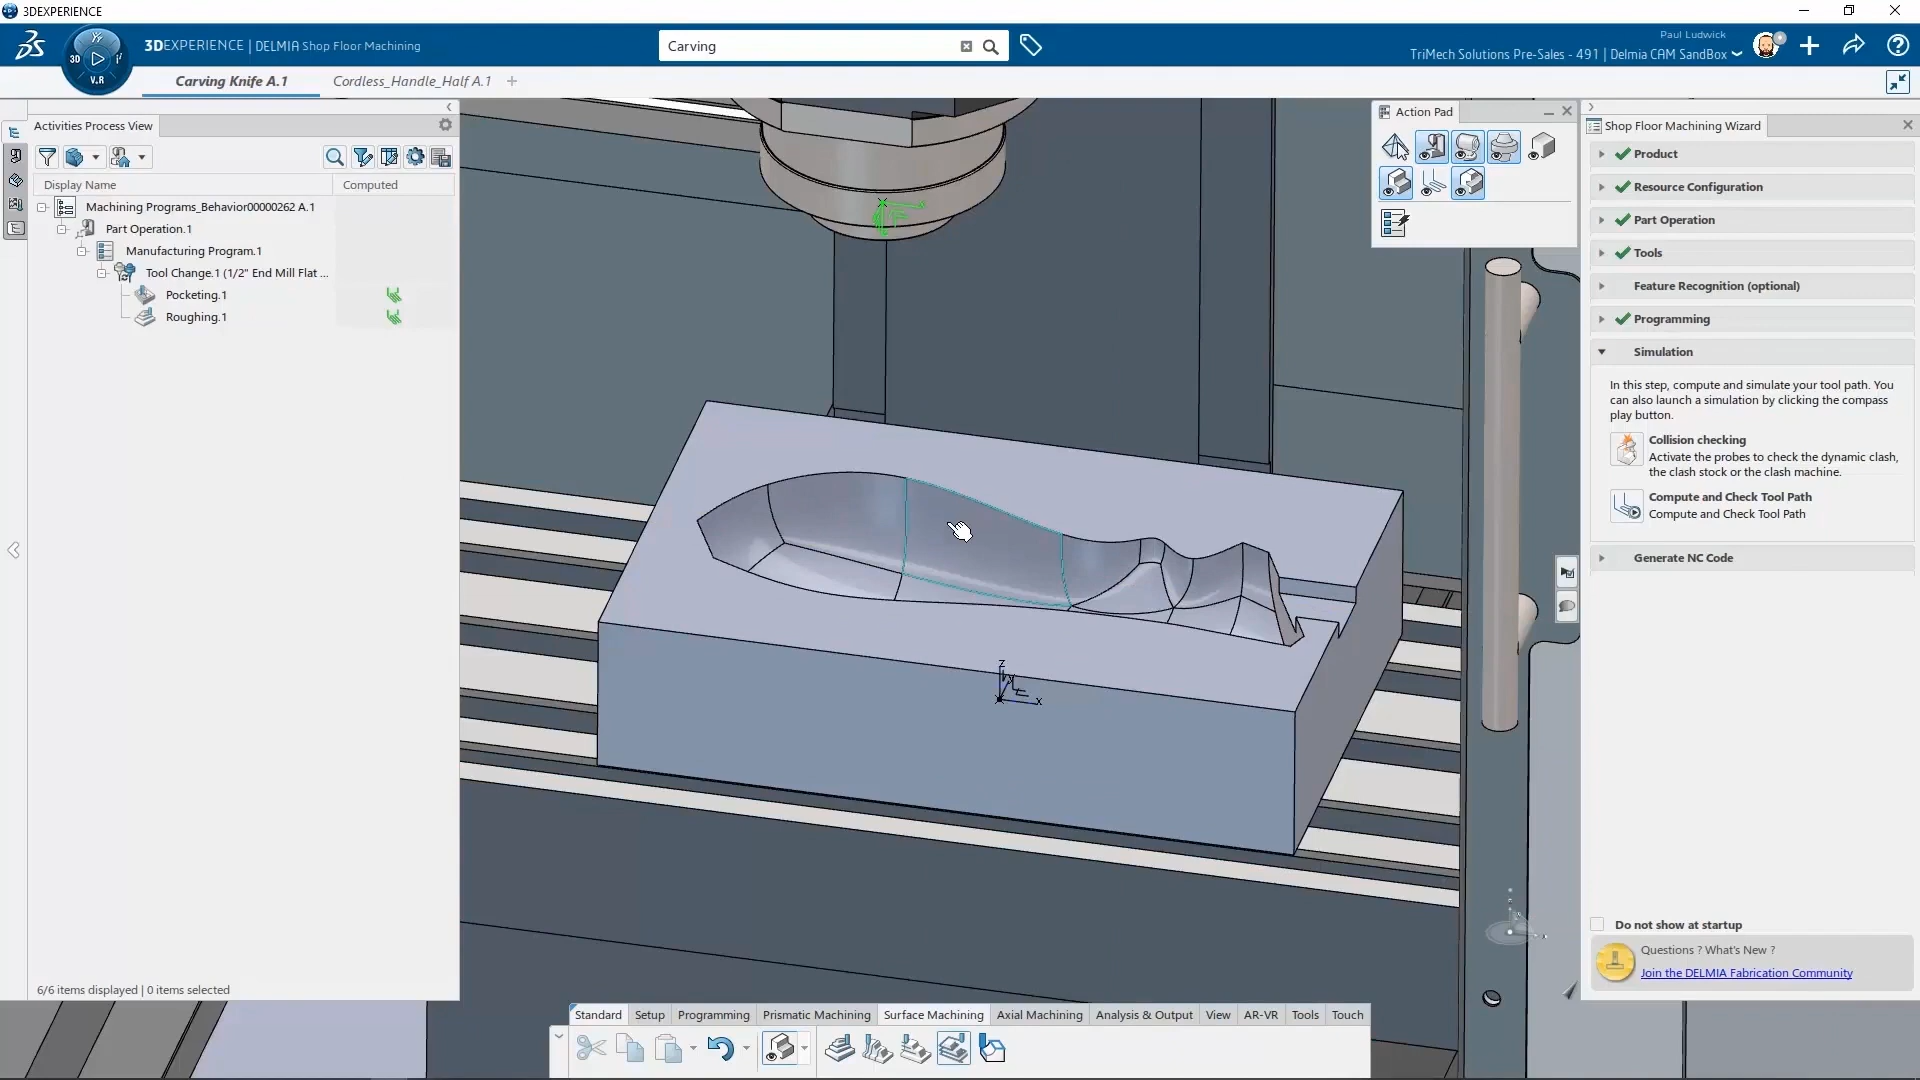 3DEXPERIENCE
3DEXPERIENCE | DELMIA Shop Floor Machining
Carving
Paul Ludwick
TriMech Solutions Pre-Sales - 491 | Delmia CAM SandBox
3D
V.R
Carving Knife A.1
Cordless_Handle_Half A.1
Activities Process View
Display Name
Computed
Machining Programs_Behavior00000262 A.1
Part Operation.1
Manufacturing Program.1
Tool Change.1 (1/2" End Mill Flat ...
Pocketing.1
Roughing.1
6/6 items displayed | 0 items selected
z
y
x
Action Pad
Shop Floor Machining Wizard
Product
Resource Configuration
Part Operation
Tools
Feature Recognition (optional)
Programming
Simulation
In this step, compute and simulate your tool path. You
can also launch a simulation by clicking the compass
play button.
Collision checking
Activate the probes to check the dynamic clash,
the clash stock or the clash machine.
Compute and Check Tool Path
Compute and Check Tool Path
Generate NC Code
Do not show at startup
Questions ? What's New ?
Join the DELMIA Fabrication Community
Standard
Setup
Programming
Prismatic Machining
Surface Machining
Axial Machining
Analysis & Output
View
AR-VR
Tools
Touch